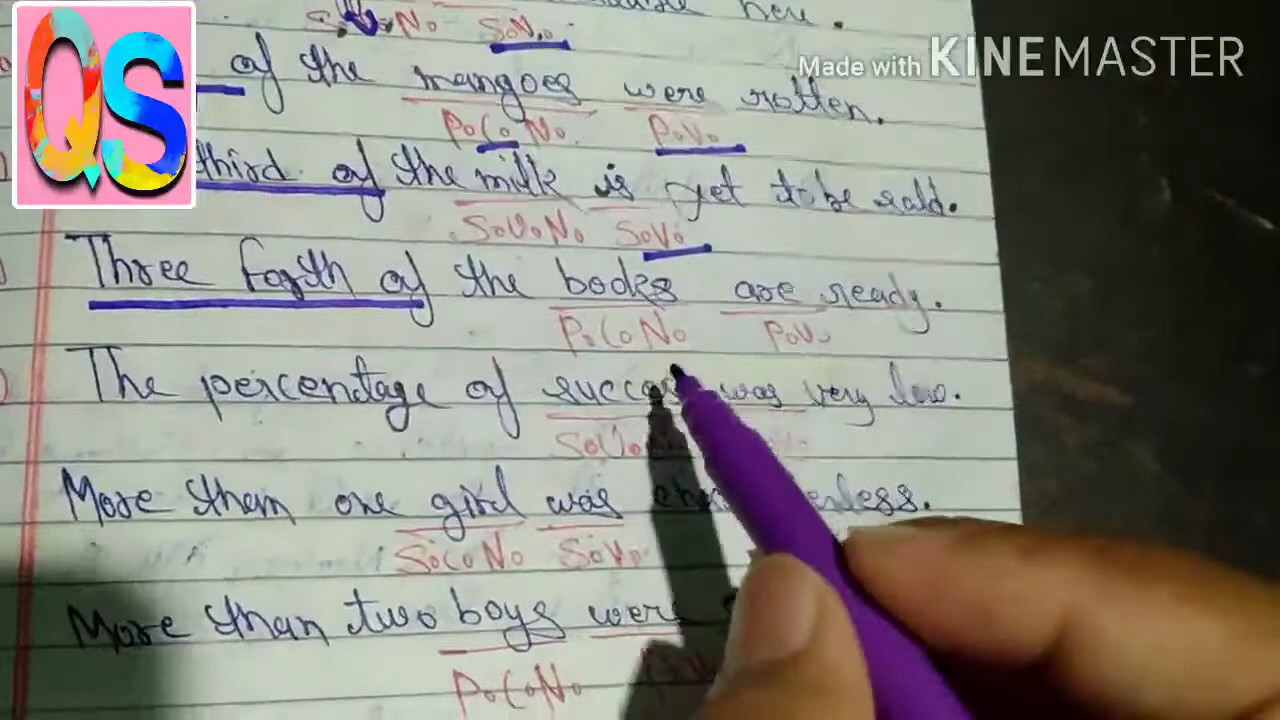 here.
S.V.
QS
Made with KINEMASTER
of the mangoes were rotten.
P.C.N. P.V.
third of the milk is yet to be sold.
S.U.N. S.V.
Three forth of the books are ready.
P.C.N. P.V.
The percentage of success was very low.
S.U.
More than one girl was
S.C.N. S.V.
More than two boys were
P.C.N.